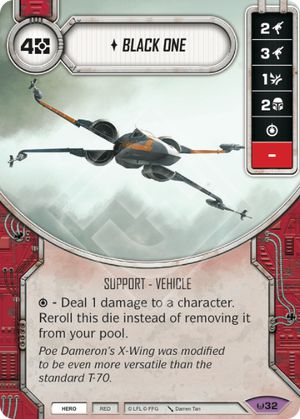 4
BLACK ONE
2
3
1
2
-
SUPPORT - VEHICLE
- Deal 1 damage to a character.
Reroll this die instead of removing
it from your pool.
Poe Dameron's X-Wing was modified
to be even more versatile than the
standard T-70.
HERO RED © LFL © FFG Darren Tan 32